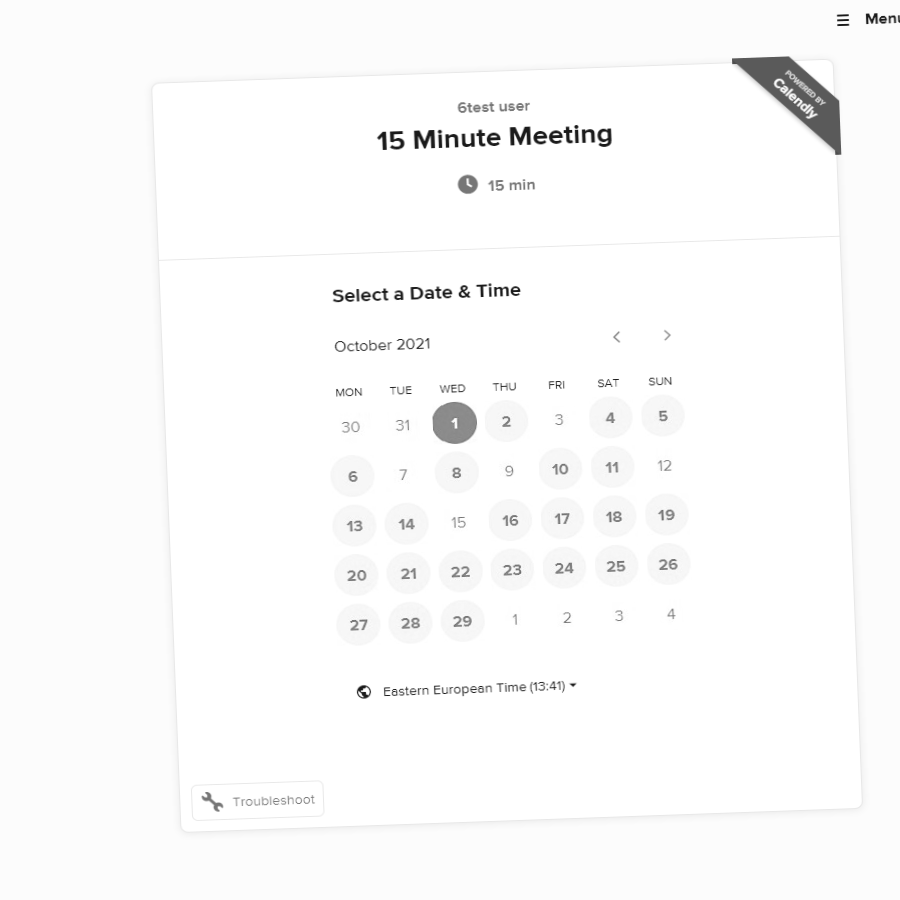 ☰ Menu
POWERED BY
Calendly
6test user
15 Minute Meeting
15 min
Select a Date & Time
October 2021
MON TUE WED THU FRI SAT SUN
30 31 1 2 3 4 5
6 7 8 9 10 11 12
13 14 15 16 17 18 19
20 21 22 23 24 25 26
27 28 29 1 2 3 4
Eastern European Time (13:41)
Troubleshoot